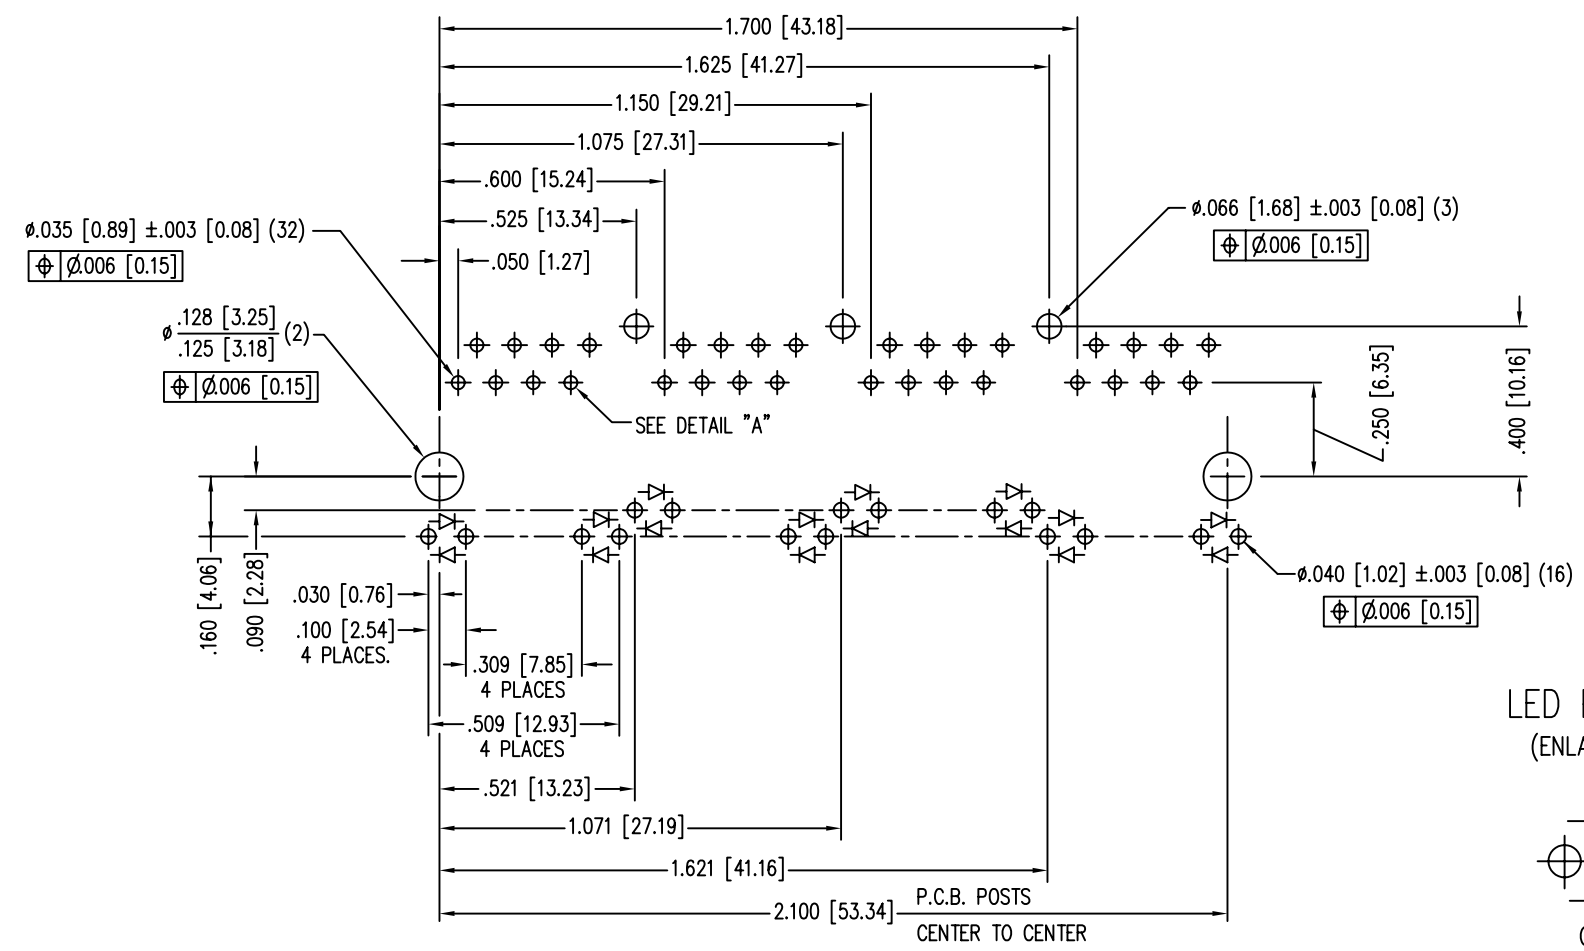 1.700 [43.18]
1.625 [41.27]
1.150 [29.21]
1.075 [27.31]
.600 [15.24]
.525 [13.34]
.050 [1.27]
ø.035 [0.89] ±.003 [0.08] (32)
Ø.006 [0.15]
ø.066 [1.68] ±.003 [0.08] (3)
Ø.006 [0.15]
ø .128 [3.25]
.125 [3.18] (2)
Ø.006 [0.15]
SEE DETAIL "A"
.250 [6.35]
.400 [10.16]
.160 [4.06]
.090 [2.28]
.030 [0.76]
.100 [2.54]
4 PLACES.
.309 [7.85]
4 PLACES
.509 [12.93]
4 PLACES
ø.040 [1.02] ±.003 [0.08] (16)
Ø.006 [0.15]
.521 [13.23]
1.071 [27.19]
1.621 [41.16]
2.100 [53.34]
P.C.B. POSTS
CENTER TO CENTER
LED
(ENLA